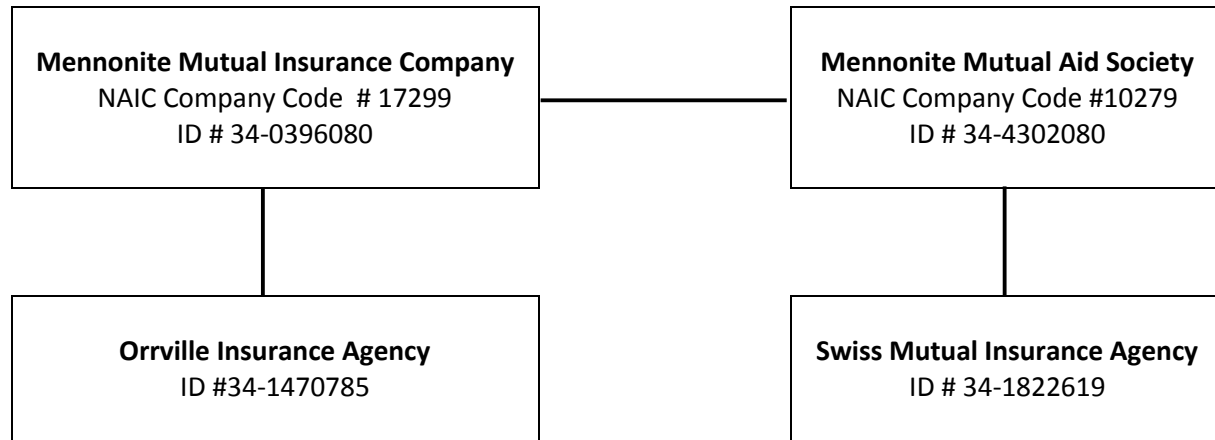 Mennonite Mutual Insurance Company
NAIC Company Code # 17299
ID # 34-0396080
Mennonite Mutual Aid Society
NAIC Company Code #10279
ID # 34-4302080
Orrville Insurance Agency
ID #34-1470785
Swiss Mutual Insurance Agency
ID # 34-1822619